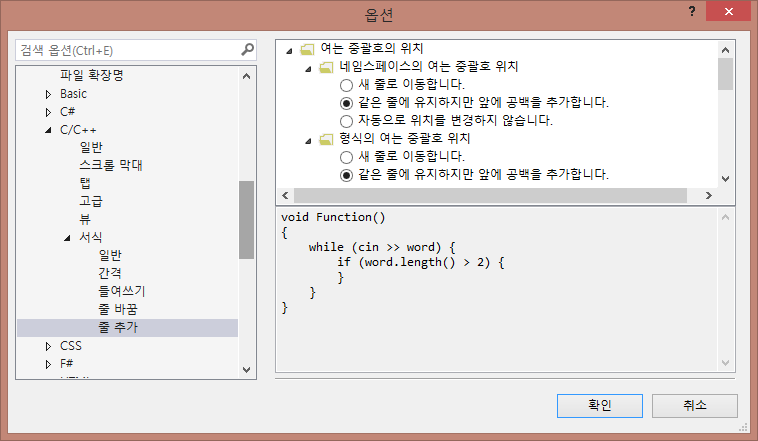 옵션
?
검색 옵션(Ctrl+E)
파일 확장명
Basic
C#
C/C++
일반
스크롤 막대
탭
고급
뷰
서식
일반
간격
들여쓰기
줄 바꿈
줄 추가
CSS
F#
여는 중괄호의 위치
네임스페이스의 여는 중괄호 위치
새 줄로 이동합니다.
같은 줄에 유지하지만 앞에 공백을 추가합니다.
자동으로 위치를 변경하지 않습니다.
형식의 여는 중괄호 위치
새 줄로 이동합니다.
같은 줄에 유지하지만 앞에 공백을 추가합니다.
void Function()
{
    while (cin >> word) {
        if (word.length() > 2) {
        }
    }
}
확인
취소